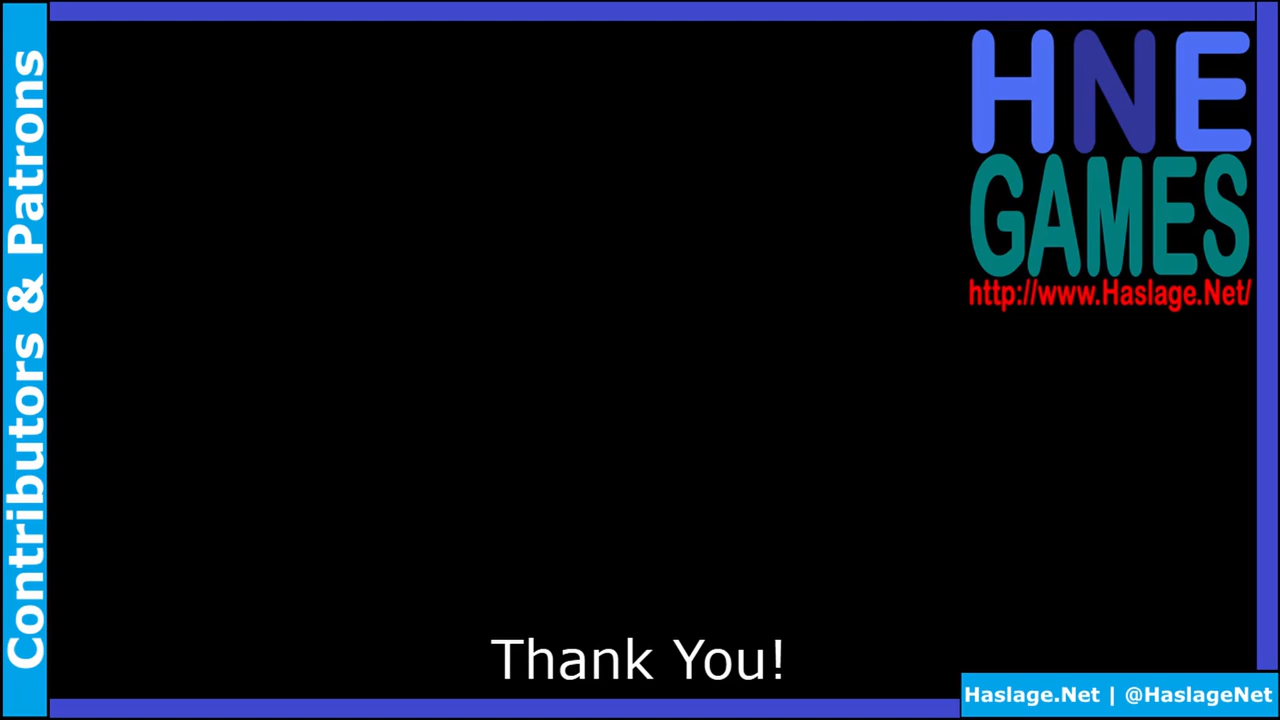 Contributors & Patrons
HNE
GAMES
http://www.Haslage.Net/
Thank You!
Haslage.Net | @HaslageNet